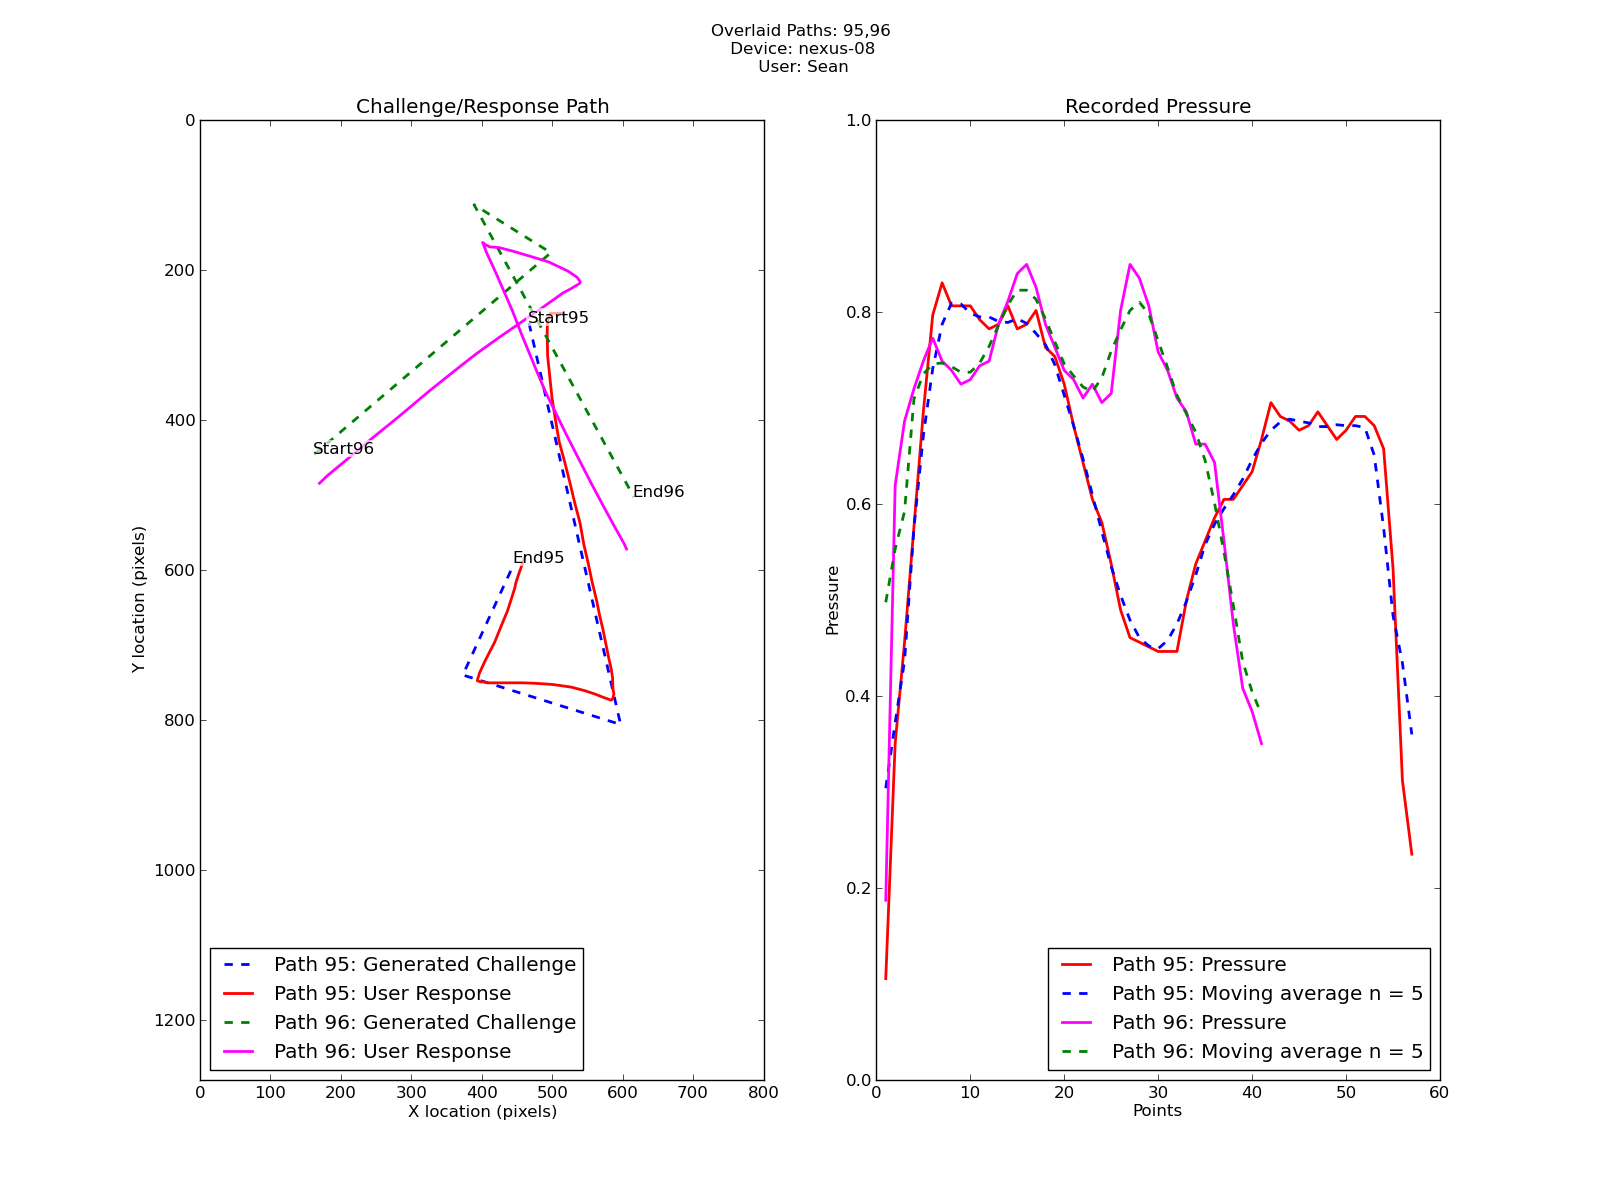 Overlaid Paths: 95,96
Device: nexus-08
User: Sean
Challenge/Response Path
0
200
400
600
800
1000
1200
Y location (pixels)
Start95
Start96
End96
End95
Path 95: Generated Challenge
Path 95: User Response
Path 96: Generated Challenge
Path 96: User Response
0 100 200 300 400 500 600 700 800
X location (pixels)
Recorded Pressure
1.0
0.8
0.6
0.4
0.2
0.0
Pressure
Path 95: Pressure
Path 95: Moving average n = 5
Path 96: Pressure
Path 96: Moving average n = 5
0 10 20 30 40 50 60
Points